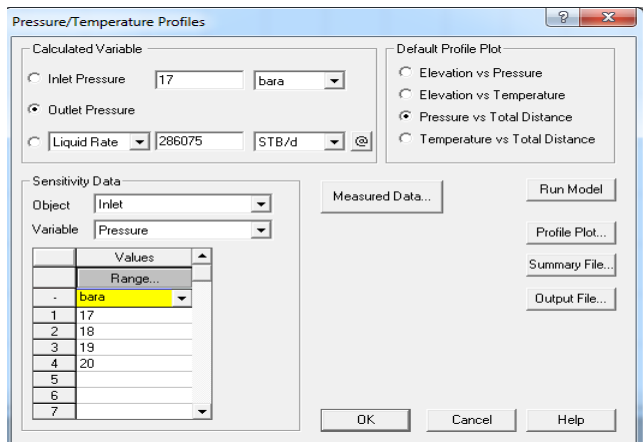 Pressure/Temperature Profiles
Calculated Variable
Inlet Pressure 17 bara
Outlet Pressure
Liquid Rate 286075 STB/d @
Default Profile Plot
Elevation vs Pressure
Elevation vs Temperature
Pressure vs Total Distance
Temperature vs Total Distance
Sensitivity Data
Object Inlet
Variable Pressure
Values
Range...
- bara
1 17
2 18
3 19
4 20
5
6
7
Measured Data...
Run Model
Profile Plot...
Summary File...
Output File...
OK Cancel Help